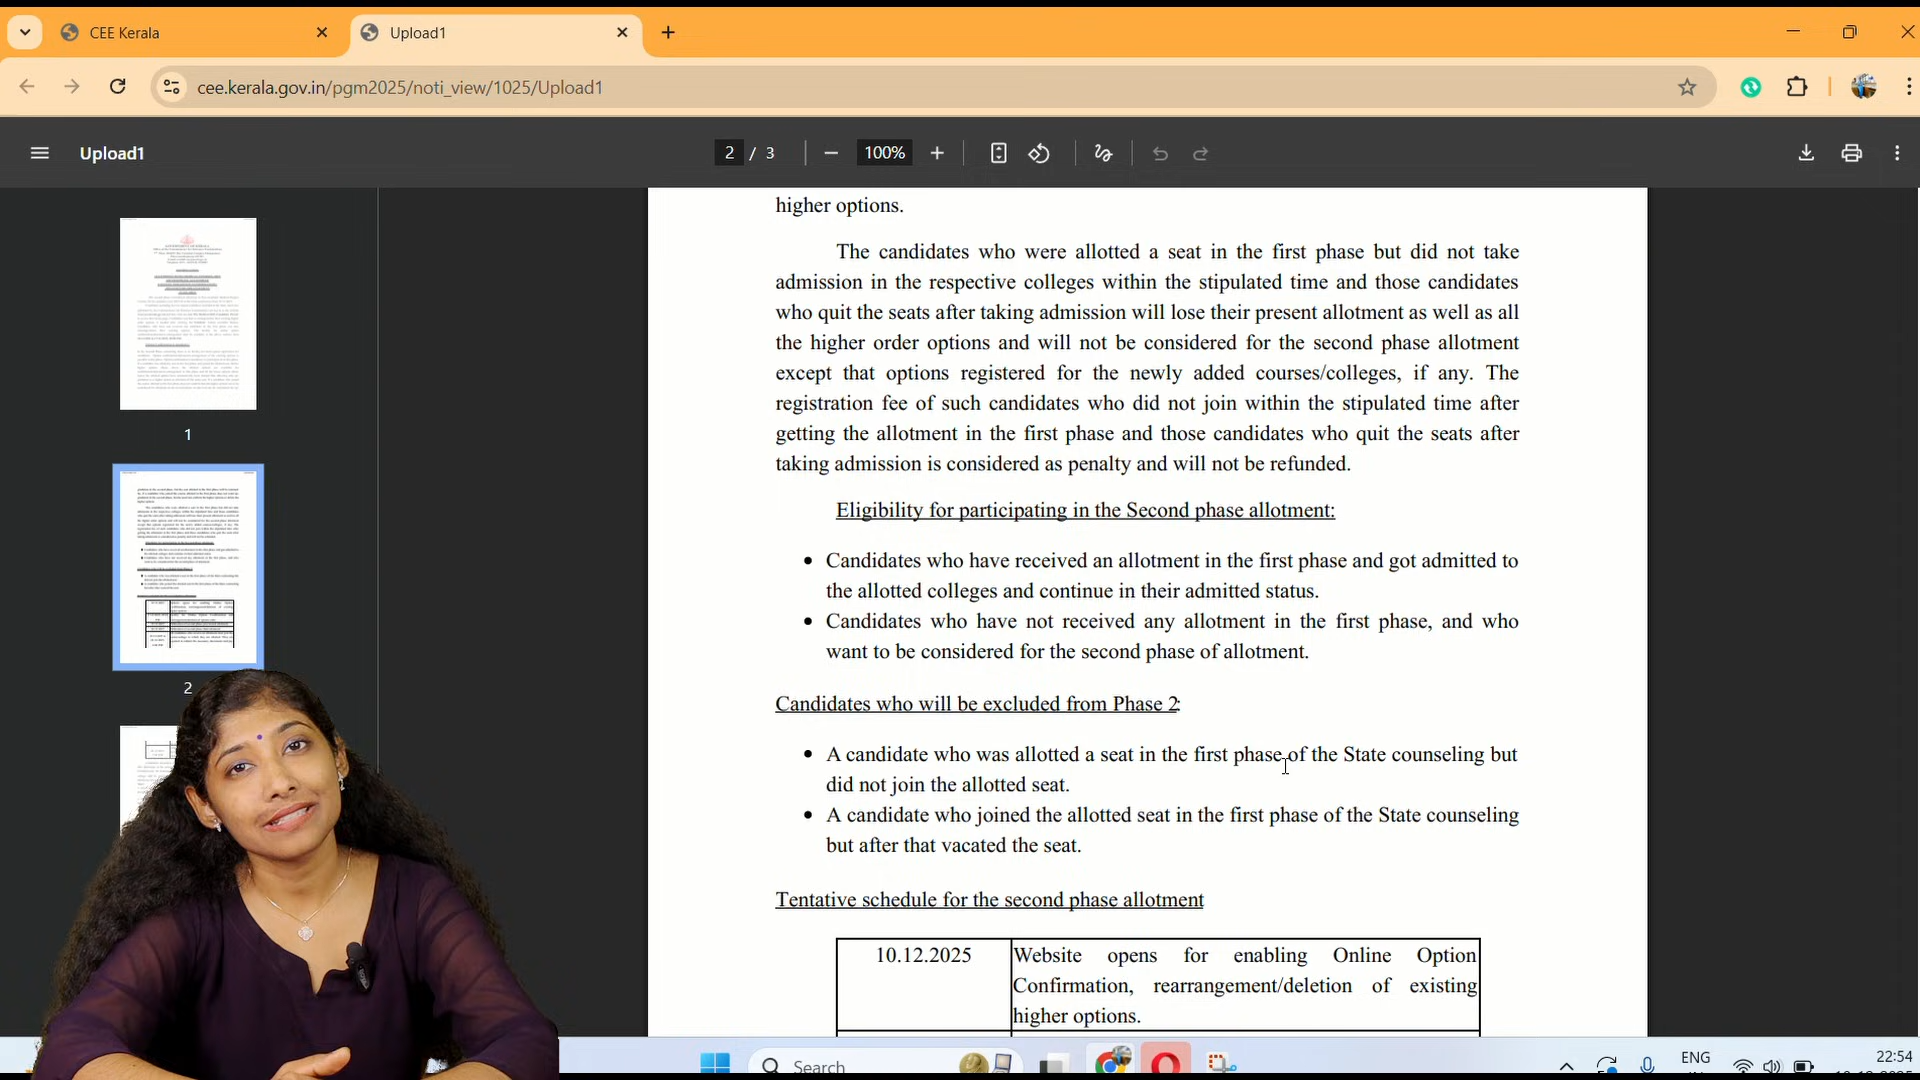 CEE Kerala
Upload1
cee.kerala.gov.in/pgm2025/noti_view/1025/Upload1
Upload1
2 / 3
100%
1
2
higher options.
The candidates who were allotted a seat in the first phase but did not take
admission in the respective colleges within the stipulated time and those candidates
who quit the seats after taking admission will lose their present allotment as well as all
the higher order options and will not be considered for the second phase allotment
except that options registered for the newly added courses/colleges, if any. The
registration fee of such candidates who did not join within the stipulated time after
getting the allotment in the first phase and those candidates who quit the seats after
taking admission is considered as penalty and will not be refunded.
Eligibility for participating in the Second phase allotment:
• Candidates who have received an allotment in the first phase and got admitted to
the allotted colleges and continue in their admitted status.
• Candidates who have not received any allotment in the first phase, and who
want to be considered for the second phase of allotment.
Candidates who will be excluded from Phase 2:
• A candidate who was allotted a seat in the first phase of the State counseling but
did not join the allotted seat.
• A candidate who joined the allotted seat in the first phase of the State counseling
but after that vacated the seat.
Tentative schedule for the second phase allotment
10.12.2025
Website opens for enabling Online Option
Confirmation, rearrangement/deletion of existing
higher options.
Search
ENG
22:54